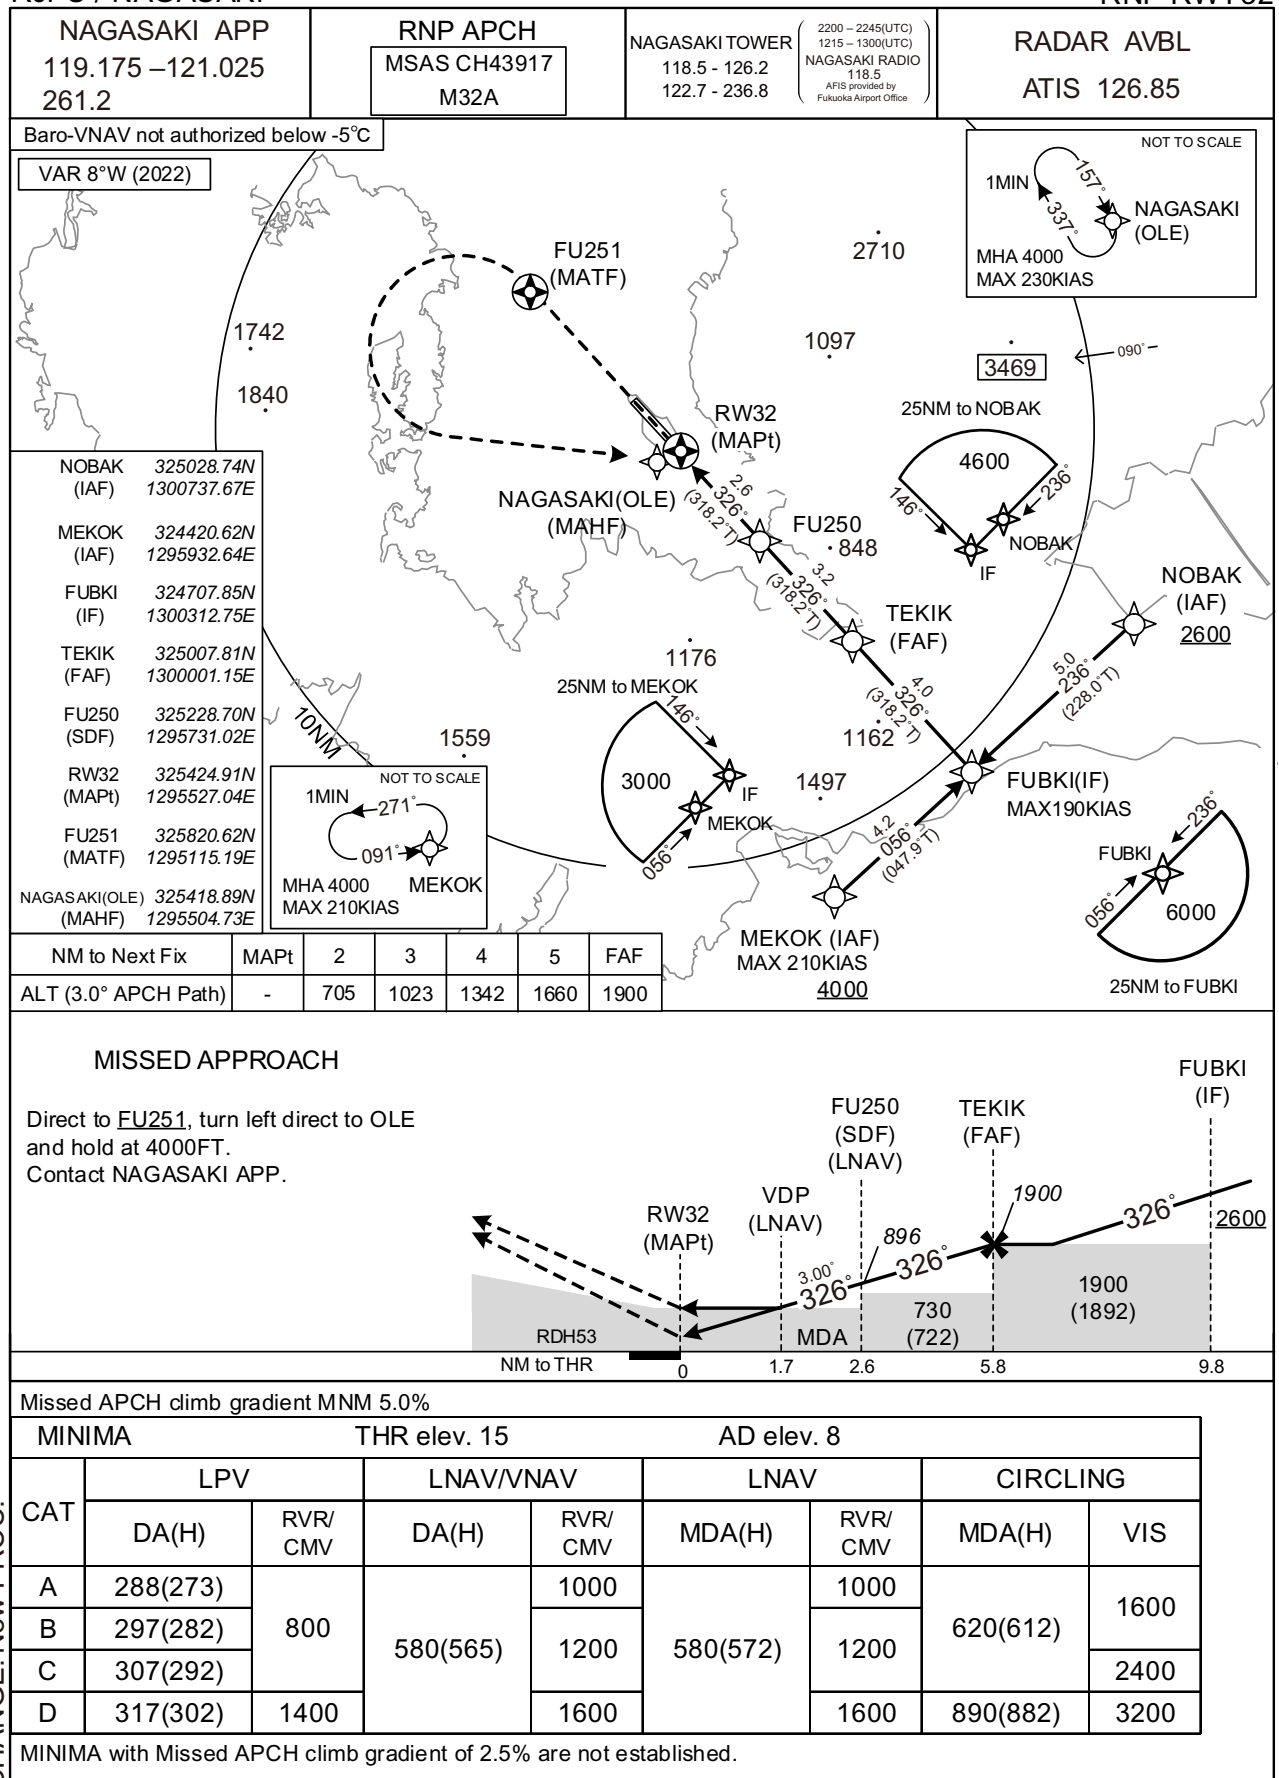 NAGASAKI APP
119.175 –121.025
261.2
RNP APCH
MSAS CH43917
M32A
NAGASAKI TOWER
118.5 - 126.2
122.7 - 236.8
2200 – 2245(UTC)
1215 – 1300(UTC)
NAGASAKI RADIO
118.5
AFIS provided by
Fukuoka Airport Office
RADAR AVBL
ATIS 126.85
Baro-VNAV not authorized below -5°C
VAR 8°W (2022)
NOT TO SCALE
1MIN
157°
337°
NAGASAKI
(OLE)
MHA 4000
MAX 230KIAS
FU251
(MATF)
2710
1742
1097
1840
3469
090°
RW32
(MAPt)
25NM to NOBAK
4600
146°
236°
NOBAK
IF
NAGASAKI(OLE)
(MAHF)
2.6
326°
(318.2°T)
FU250
848
3.2
326°
(318.2°T)
TEKIK
(FAF)
NOBAK
(IAF)
2600
5.0
236°
(228.0°T)
4.0
326°
(318.2°T)
1176
25NM to MEKOK
146°
3000
IF
MEKOK
056°
1162
1497
1559
10NM
FUBKI(IF)
MAX190KIAS
4.2
056°
(047.9°T)
MEKOK (IAF)
MAX 210KIAS
4000
236°
FUBKI
056°
6000
25NM to FUBKI
NOT TO SCALE
1MIN
271°
091°
MHA 4000
MEKOK
MAX 210KIAS
NOBAK 325028.74N
(IAF) 1300737.67E
MEKOK 324420.62N
(IAF) 1295932.64E
FUBKI 324707.85N
(IF) 1300312.75E
TEKIK 325007.81N
(FAF) 1300001.15E
FU250 325228.70N
(SDF) 1295731.02E
RW32 325424.91N
(MAPt) 1295527.04E
FU251 325820.62N
(MATF) 1295115.19E
NAGASAKI(OLE) 325418.89N
(MAHF) 1295504.73E
NM to Next Fix MAPt 2 3 4 5 FAF
ALT (3.0° APCH Path) - 705 1023 1342 1660 1900
MISSED APPROACH
Direct to FU251, turn left direct to OLE
and hold at 4000FT.
Contact NAGASAKI APP.
FUBKI
(IF)
FU250
(SDF)
(LNAV)
TEKIK
(FAF)
VDP
(LNAV)
RW32
(MAPt)
1900
326°
2600
896
326°
3.00°
326°
1900
(1892)
730
(722)
RDH53
MDA
NM to THR
0 1.7 2.6 5.8 9.8
Missed APCH climb gradient MNM 5.0%
MINIMA THR elev. 15 AD elev. 8
CAT LPV LNAV/VNAV LNAV CIRCLING
DA(H) RVR/ CMV DA(H) RVR/ CMV MDA(H) RVR/ CMV MDA(H) VIS
A 288(273) 800 580(565) 1000 580(572) 1000 620(612) 1600
B 297(282) 1200 1200
C 307(292) 2400
D 317(302) 1400 1600 1600 890(882) 3200
MINIMA with Missed APCH climb gradient of 2.5% are not established.